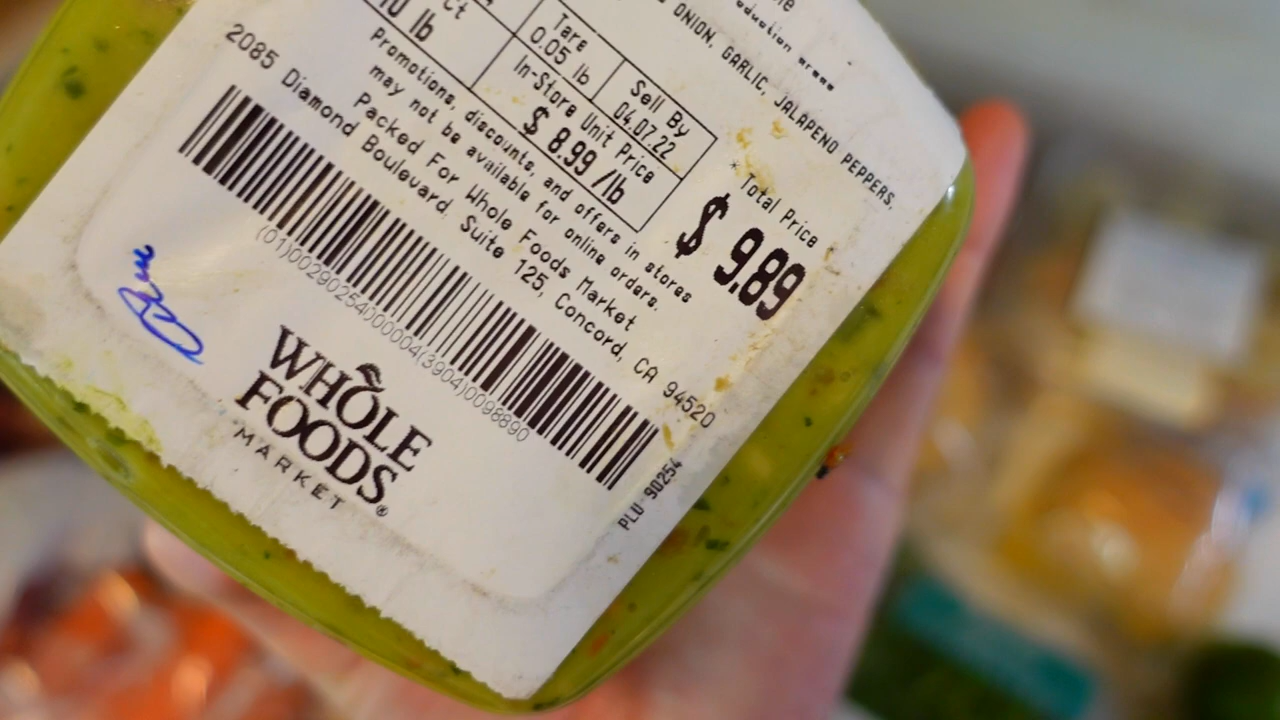 ONION, GARLIC, JALAPENO PEPPERS,
Tare
0.05 lb
Sell By
04.07.22
In-Store Unit Price
$ 8.99 /lb
* Total Price
$ 9.89
lb
Promotions, discounts, and offers in stores
may not be available for online orders.
Packed For Whole Foods Market
2085 Diamond Boulevard. Suite 125, Concord, CA 94520
(01)00290254000004(3904)0098890
PLU 90254
WHOLE
FOODS
MARKET®